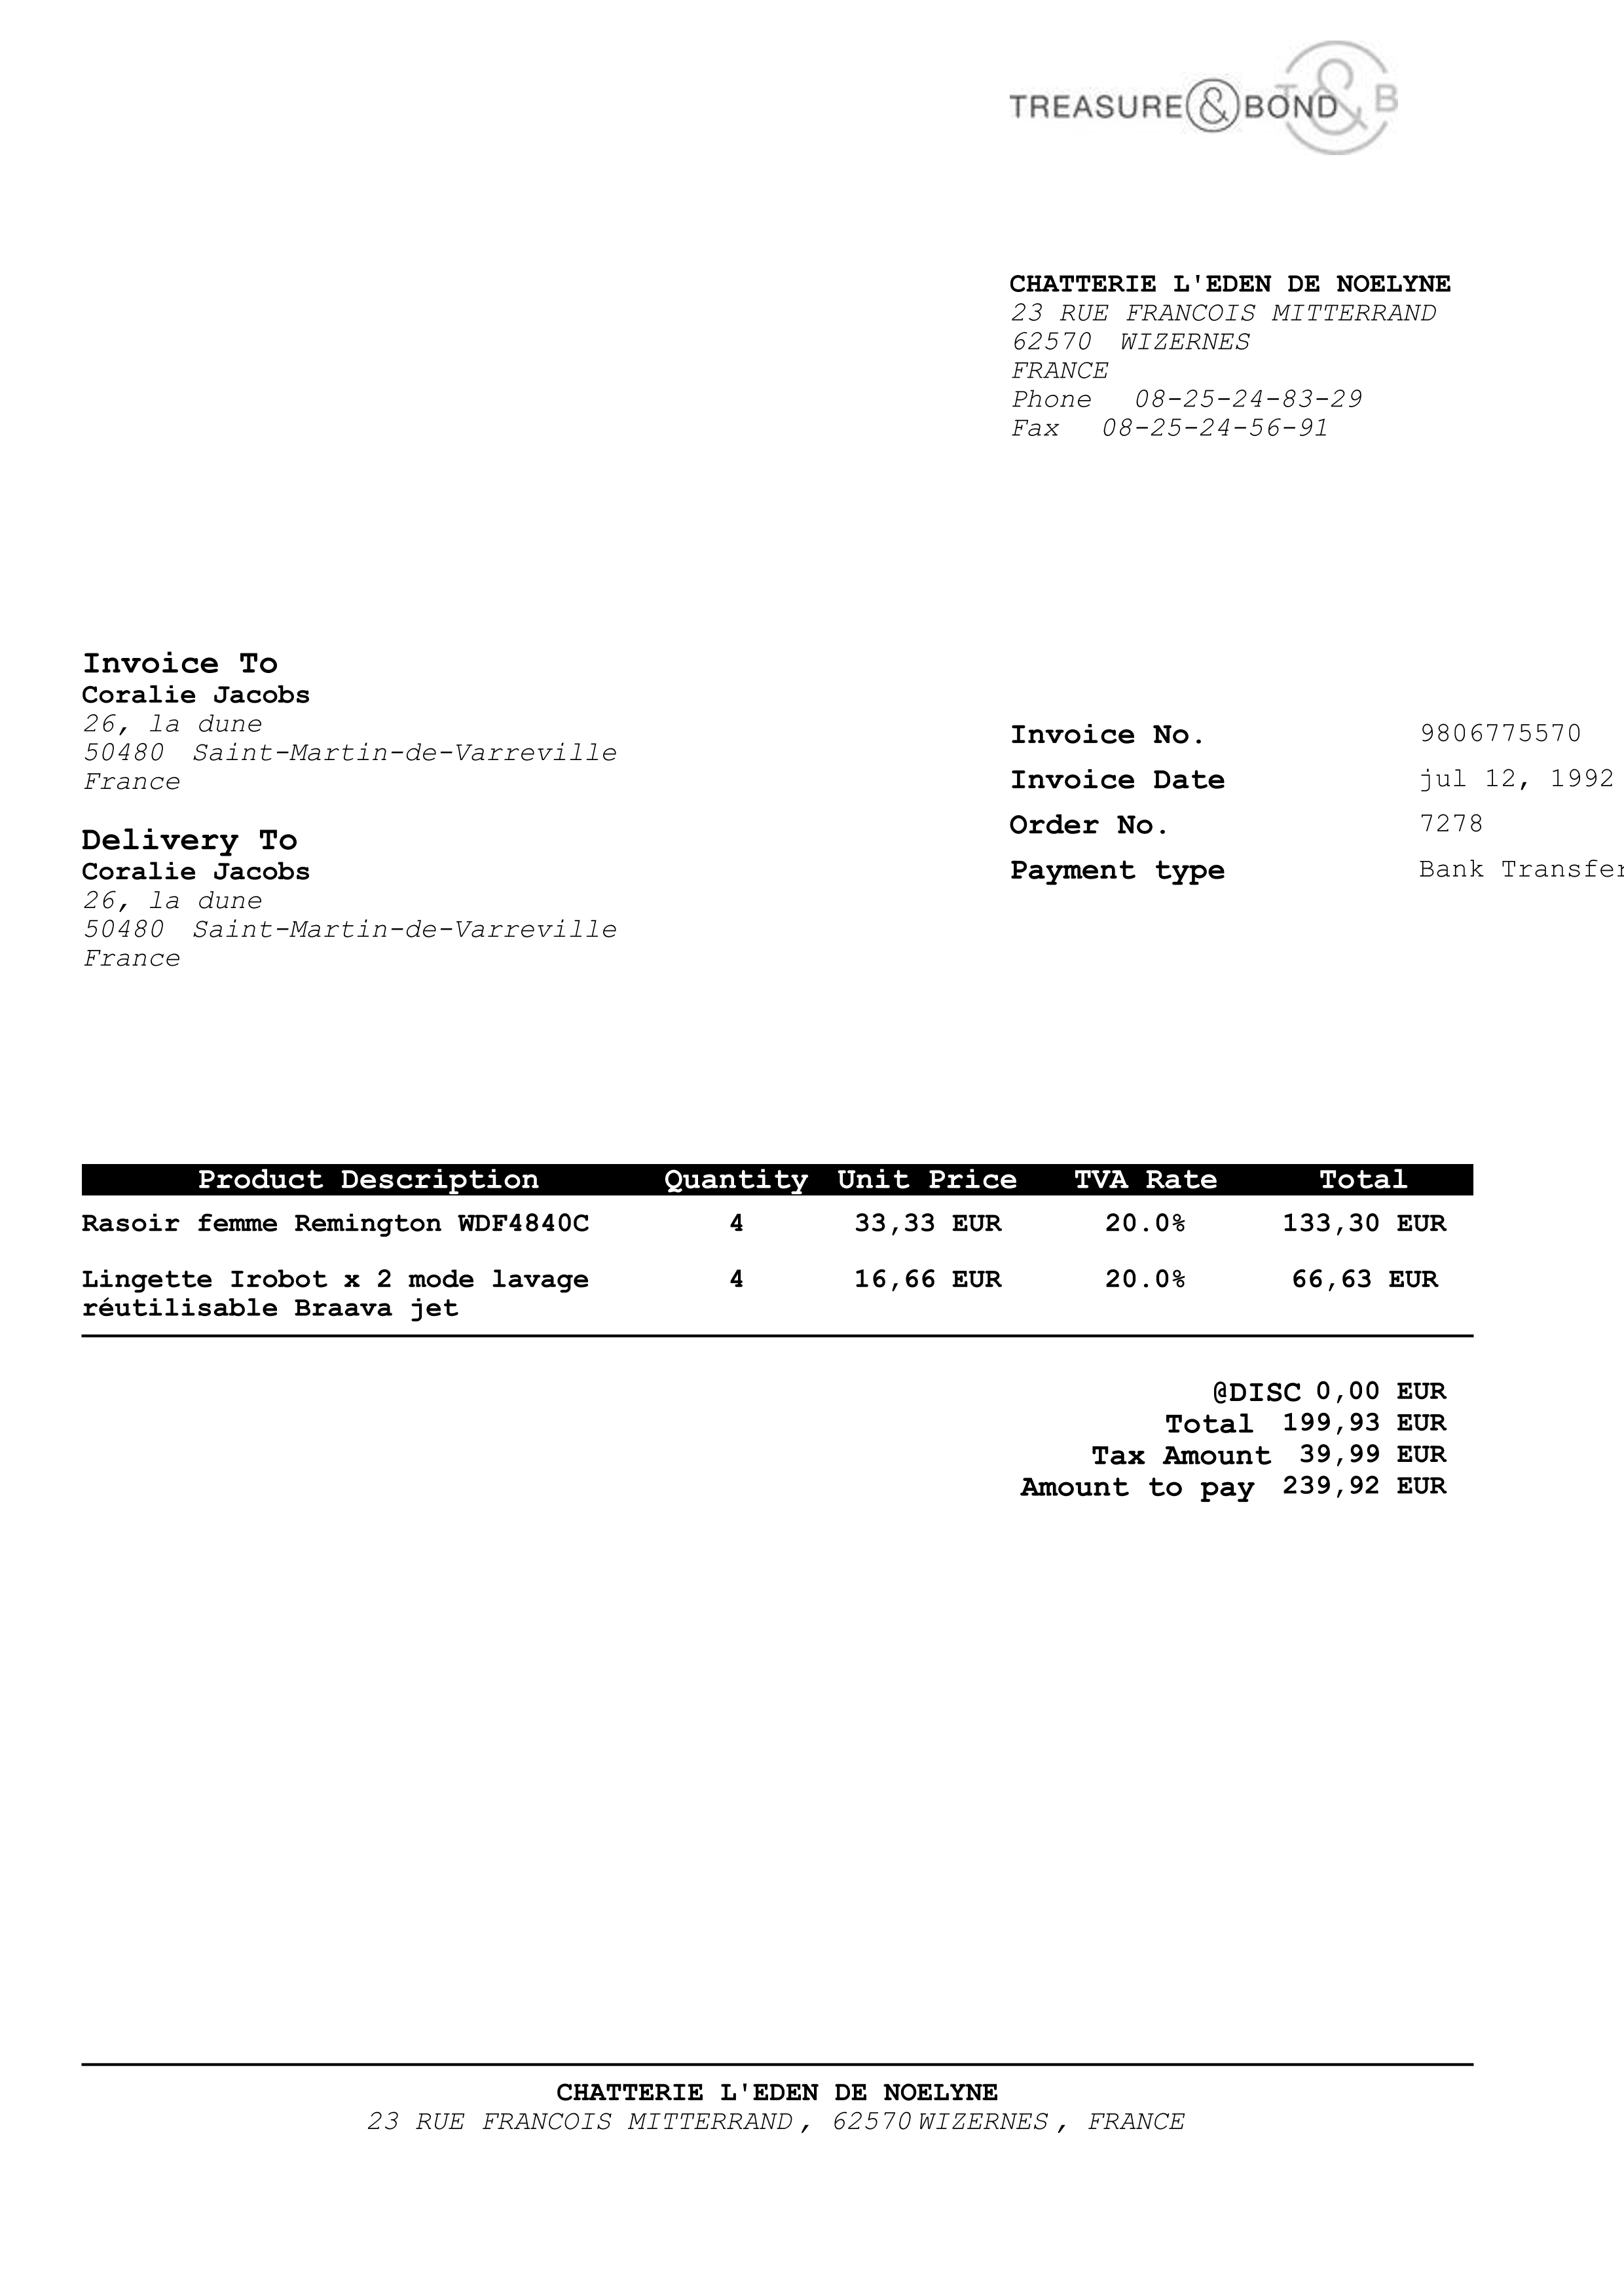 TREASURE & BOND T & B
CHATTERIE L'EDEN DE NOELYNE
23 RUE FRANCOIS MITTERRAND
62570 WIZERNES
FRANCE
Phone 08-25-24-83-29
Fax 08-25-24-56-91
Invoice To
Coralie Jacobs
26, la dune
50480 Saint-Martin-de-Varreville
France
Delivery To
Coralie Jacobs
26, la dune
50480 Saint-Martin-de-Varreville
France
Invoice No. 9806775570
Invoice Date jul 12, 1992
Order No. 7278
Payment type Bank Transfer
Product Description Quantity Unit Price TVA Rate Total
Rasoir femme Remington WDF4840C 4 33,33 EUR 20.0% 133,30 EUR
Lingette Irobot x 2 mode lavage 4 16,66 EUR 20.0% 66,63 EUR
réutilisable Braava jet
@DISC 0,00 EUR
Total 199,93 EUR
Tax Amount 39,99 EUR
Amount to pay 239,92 EUR
CHATTERIE L'EDEN DE NOELYNE
23 RUE FRANCOIS MITTERRAND , 62570 WIZERNES , FRANCE